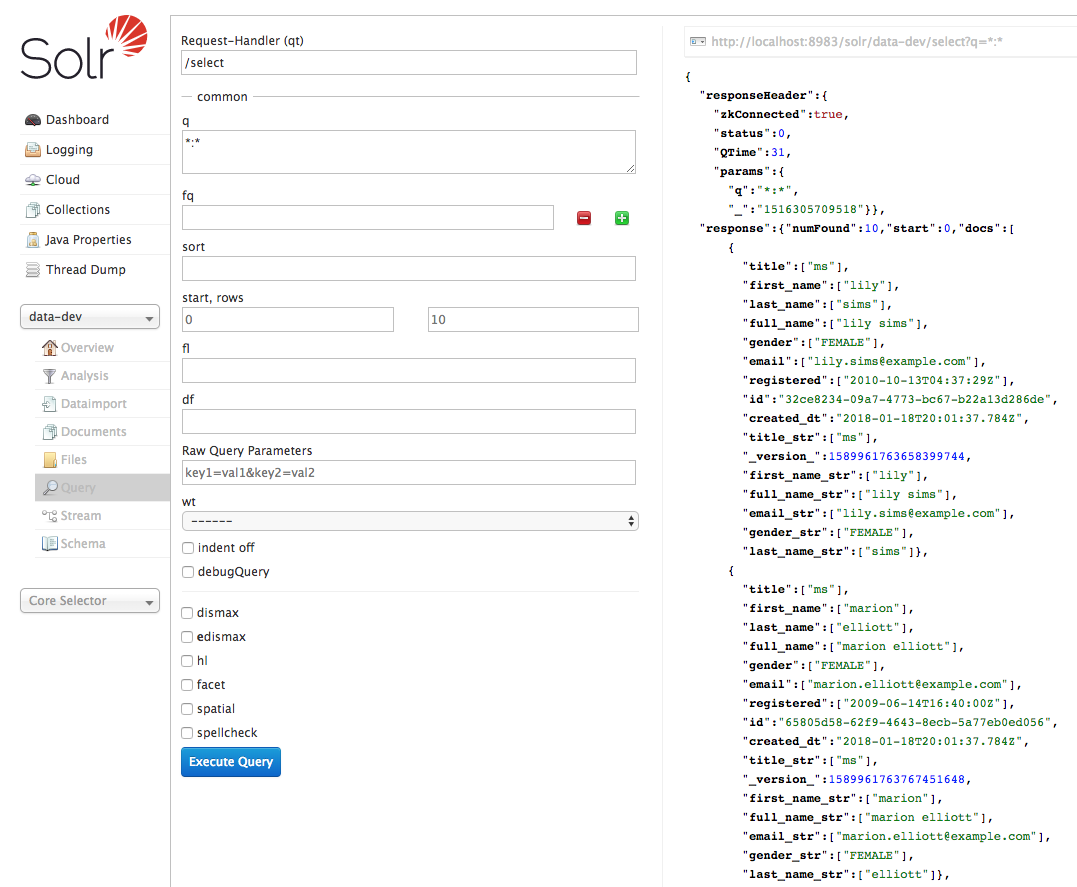 Solr
Dashboard
Logging
Cloud
Collections
Java Properties
Thread Dump
data-dev
Overview
Analysis
Dataimport
Documents
Files
Query
Stream
Schema
Core Selector
Request-Handler (qt)
/select
common
q
*:*
fq
sort
start, rows
0
10
fl
df
Raw Query Parameters
key1=val1&key2=val2
wt
------
indent off
debugQuery
dismax
edismax
hl
facet
spatial
spellcheck
Execute Query
http://localhost:8983/solr/data-dev/select?q=*:*
{
"responseHeader":{
"zkConnected":true,
"status":0,
"QTime":31,
"params":{
"q":"*:*",
"_":"1516305709518"}},
"response":{"numFound":10,"start":0,"docs":[
{
"title":["ms"],
"first_name":["lily"],
"last_name":["sims"],
"full_name":["lily sims"],
"gender":["FEMALE"],
"email":["lily.sims@example.com"],
"registered":["2010-10-13T04:37:29Z"],
"id":"32ce8234-09a7-4773-bc67-b22a13d286de",
"created_dt":"2018-01-18T20:01:37.784Z",
"title_str":["ms"],
"_version_":1589961763658399744,
"first_name_str":["lily"],
"full_name_str":["lily sims"],
"email_str":["lily.sims@example.com"],
"gender_str":["FEMALE"],
"last_name_str":["sims"]},
{
"title":["ms"],
"first_name":["marion"],
"last_name":["elliott"],
"full_name":["marion elliott"],
"gender":["FEMALE"],
"email":["marion.elliott@example.com"],
"registered":["2009-06-14T16:40:00Z"],
"id":"65805d58-62f9-4643-8ecb-5a77eb0ed056",
"created_dt":"2018-01-18T20:01:37.784Z",
"title_str":["ms"],
"_version_":1589961763767451648,
"first_name_str":["marion"],
"full_name_str":["marion elliott"],
"email_str":["marion.elliott@example.com"],
"gender_str":["FEMALE"],
"last_name_str":["elliott"]},